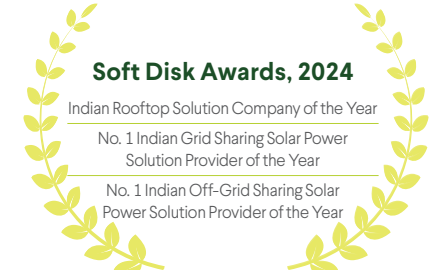 Soft Disk Awards, 2024
Indian Rooftop Solution Company of the Year
No. 1 Indian Grid Sharing Solar Power
Solution Provider of the Year
No. 1 Indian Off-Grid Sharing Solar
Power Solution Provider of the Year